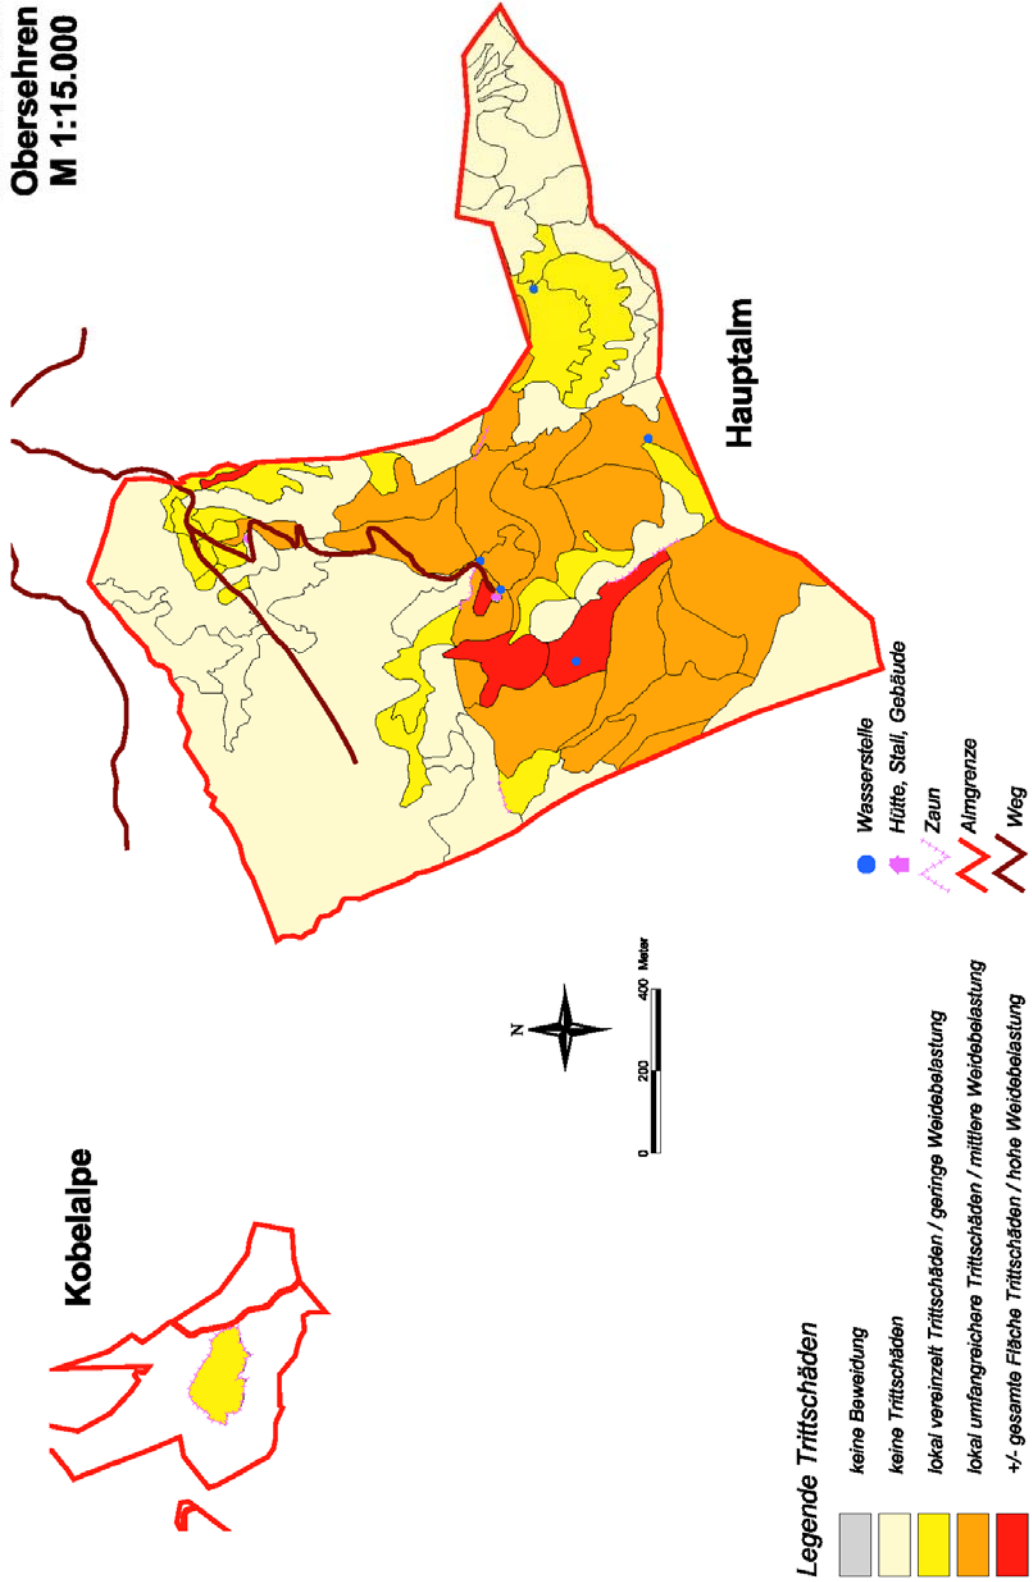 Obersehren
M 1:15.000
Kobelalpe
Hauptalm
N
0 200 400 Meter
Legende Trittschäden
keine Beweidung
keine Trittschäden
lokal vereinzelt Trittschäden / geringe Weidebelastung
lokal umfangreichere Trittschäden / mittlere Weidebelastung
+/- gesamte Fläche Trittschäden / hohe Weidebelastung
Wasserstelle
Hütte, Stall, Gebäude
Zaun
Almgrenze
Weg